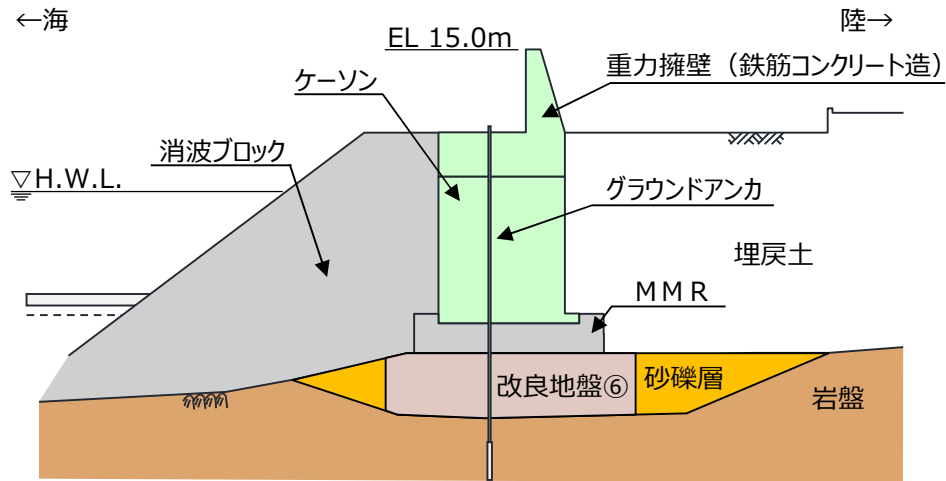 ←海
陸→
EL 15.0m
重力擁壁（鉄筋コンクリート造）
ケーソン
消波ブロック
▽H.W.L.
グラウンドアンカ
埋戻土
ＭＭＲ
改良地盤⑥
砂礫層
岩盤